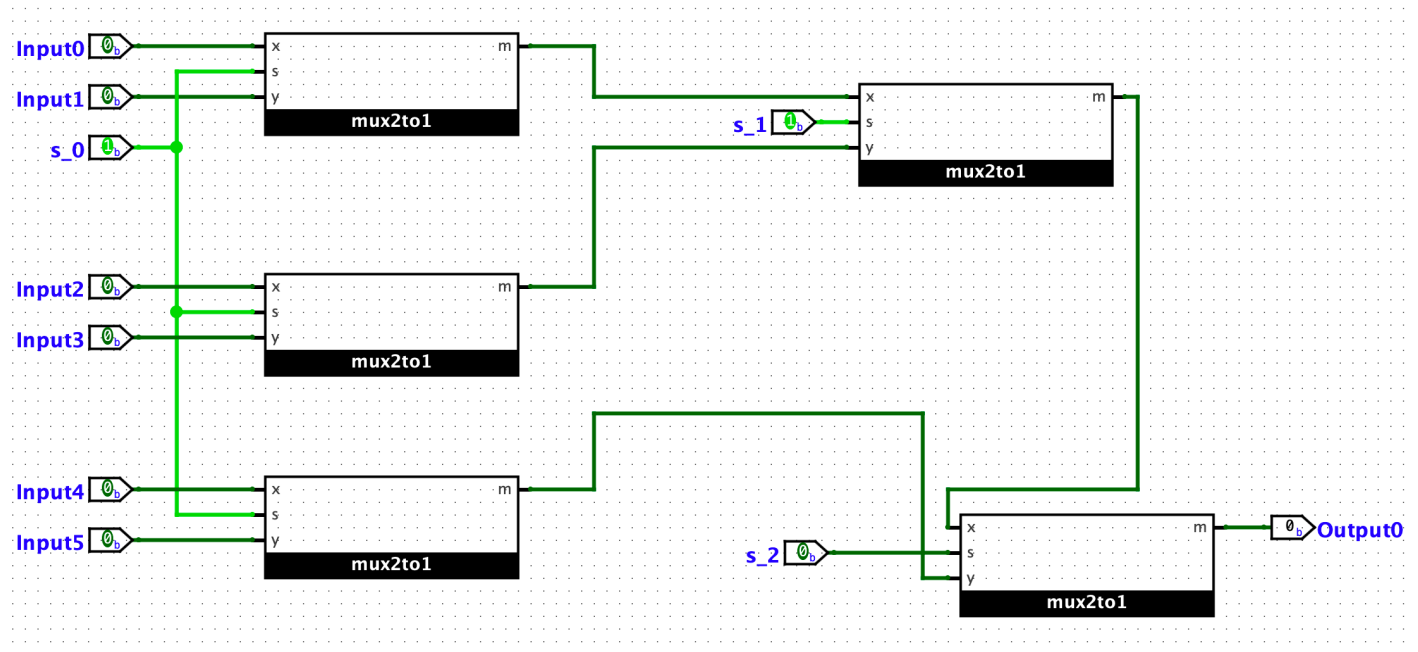 Input0 0b x m
s
Input1 0b y
mux2to1
s_0 1b
x m
s_1 1b s
y
mux2to1
Input2 0b x m
s
Input3 0b y
mux2to1
Input4 0b x m
s
Input5 0b y
mux2to1
x m 0b Output0
s_2 0b s
y
mux2to1